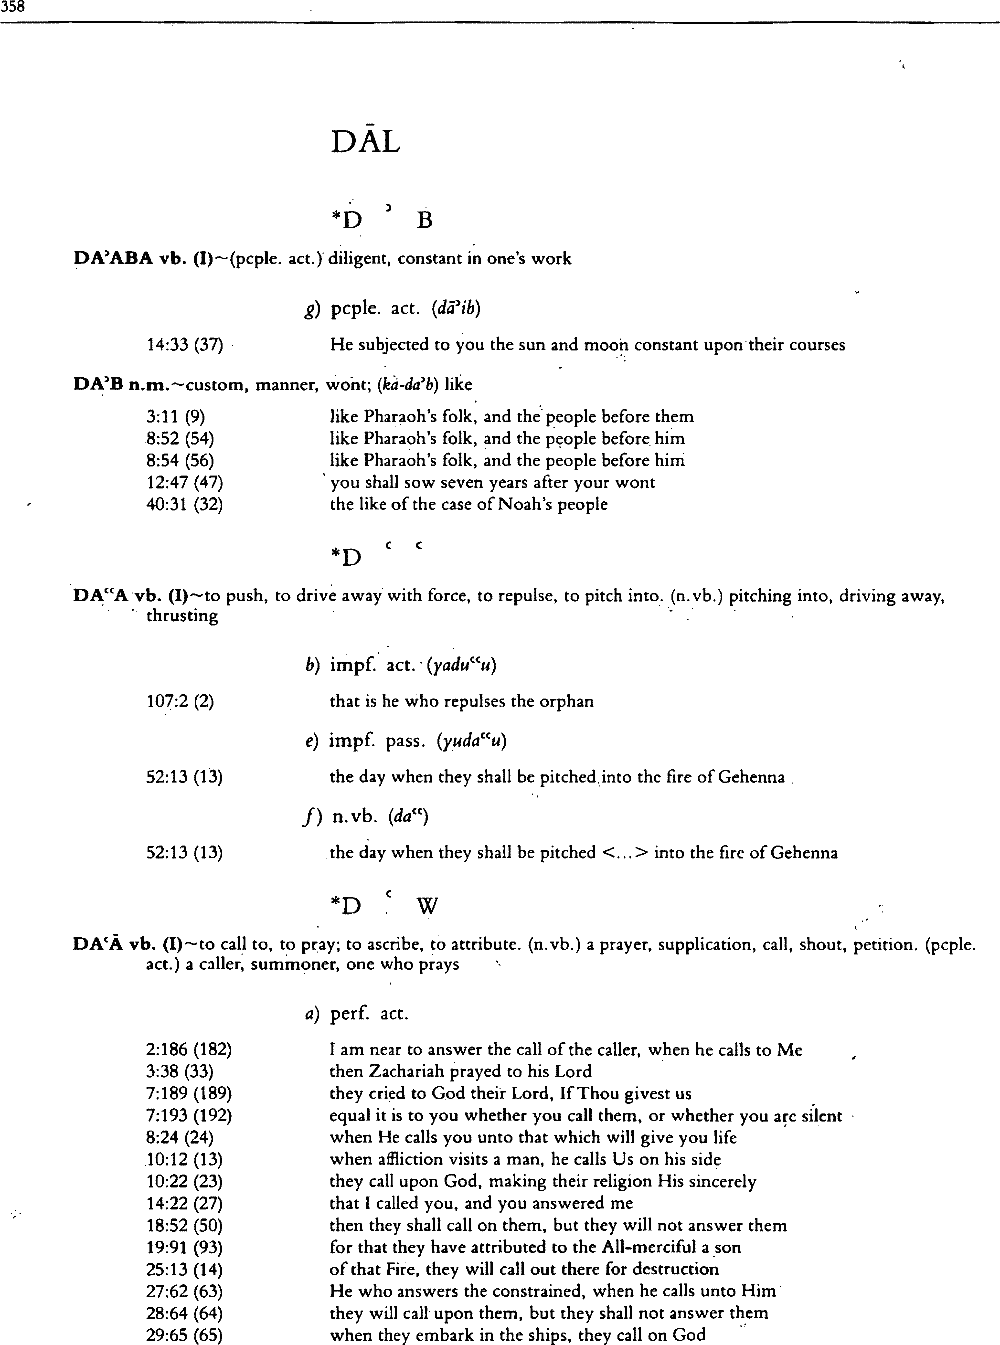 358
DĀL
*D ʾ B
DAʾABA vb. (I)~(pcple. act.) diligent, constant in one's work
g) pcple. act. (dāʾib)
14:33 (37) He subjected to you the sun and moon constant upon their courses
DAʾB n.m.~custom, manner, wont; (ka-daʾb) like
3:11 (9) like Pharaoh's folk, and the people before them
8:52 (54) like Pharaoh's folk, and the people before him
8:54 (56) like Pharaoh's folk, and the people before him
12:47 (47) you shall sow seven years after your wont
40:31 (32) the like of the case of Noah's people
*D ʿ ʿ
DAʿʿA vb. (I)~to push, to drive away with force, to repulse, to pitch into. (n.vb.) pitching into, driving away,
thrusting
b) impf. act. (yaduʿʿu)
107:2 (2) that is he who repulses the orphan
e) impf. pass. (yudaʿʿu)
52:13 (13) the day when they shall be pitched into the fire of Gehenna
f) n.vb. (daʿʿ)
52:13 (13) the day when they shall be pitched <...> into the fire of Gehenna
*D ʿ W
DAʿĀ vb. (I)~to call to, to pray; to ascribe, to attribute. (n.vb.) a prayer, supplication, call, shout, petition. (pcple.
act.) a caller, summoner, one who prays
a) perf. act.
2:186 (182) I am near to answer the call of the caller, when he calls to Me
3:38 (33) then Zachariah prayed to his Lord
7:189 (189) they cried to God their Lord, If Thou givest us
7:193 (192) equal it is to you whether you call them, or whether you are silent
8:24 (24) when He calls you unto that which will give you life
10:12 (13) when affliction visits a man, he calls Us on his side
10:22 (23) they call upon God, making their religion His sincerely
14:22 (27) that I called you, and you answered me
18:52 (50) then they shall call on them, but they will not answer them
19:91 (93) for that they have attributed to the All-merciful a son
25:13 (14) of that Fire, they will call out there for destruction
27:62 (63) He who answers the constrained, when he calls unto Him
28:64 (64) they will call upon them, but they shall not answer them
29:65 (65) when they embark in the ships, they call on God